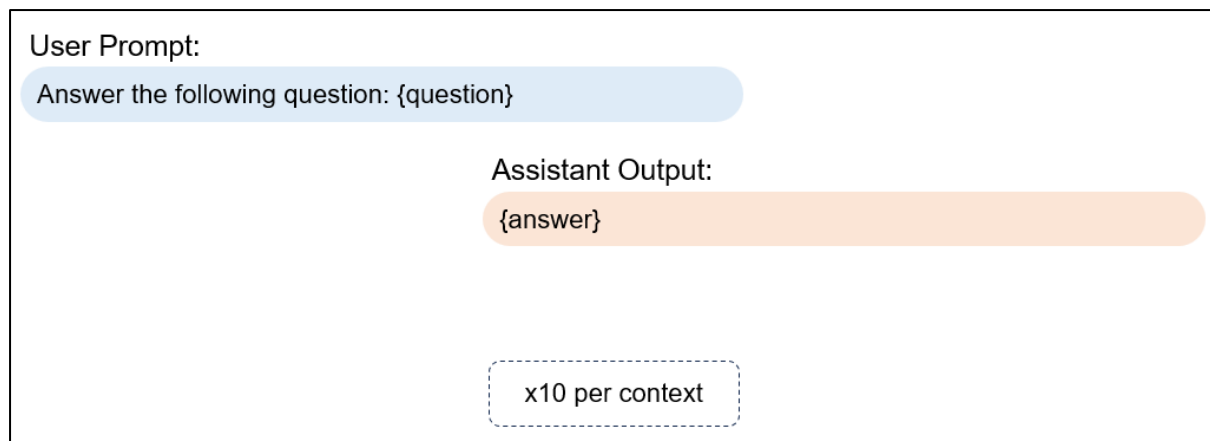 User Prompt:
Answer the following question: {question}
Assistant Output:
{answer}
x10 per context